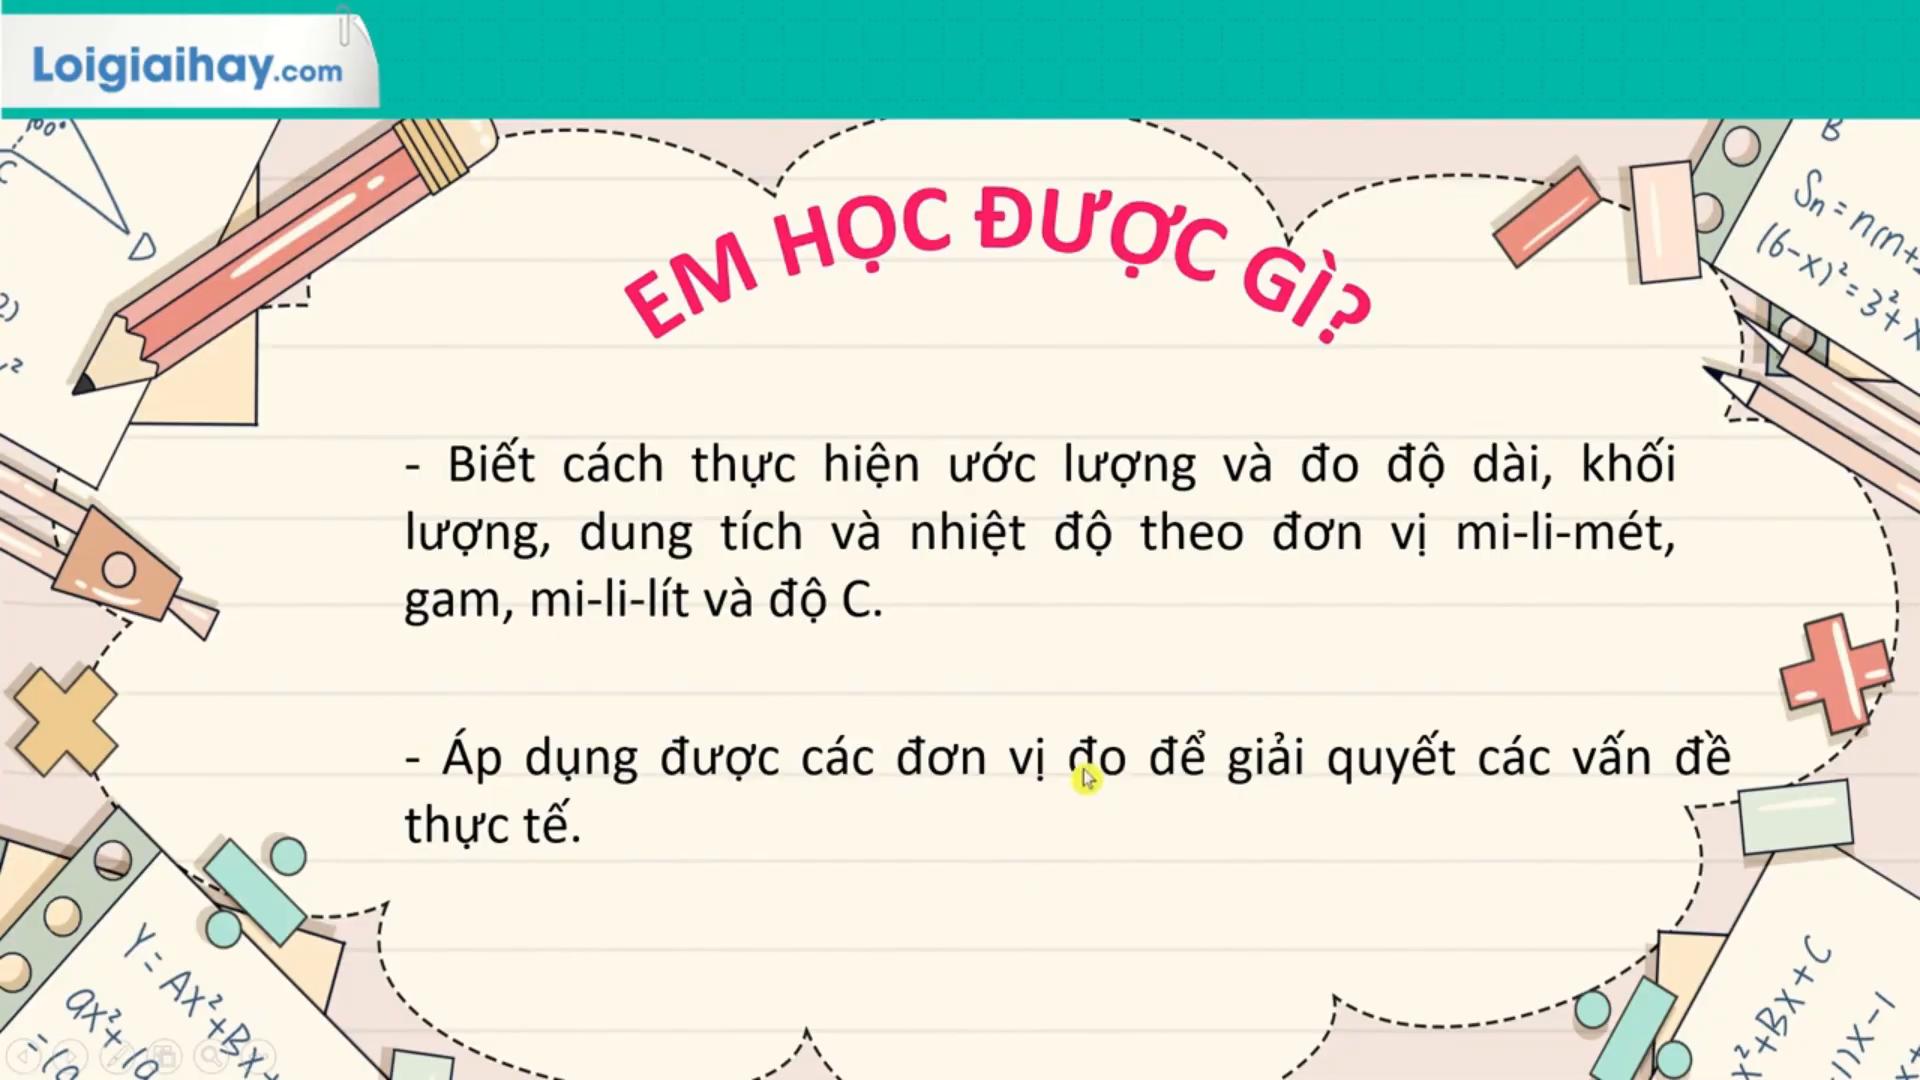 Loigiaihay.com
EM HỌC ĐƯỢC GÌ?
- Biết cách thực hiện ước lượng và đo độ dài, khối
lượng, dung tích và nhiệt độ theo đơn vị mi-li-mét,
gam, mi-li-lít và độ C.
- Áp dụng được các đơn vị đo để giải quyết các vấn đề
thực tế.
D
B
(6-x)²=3²+x
Y=Ax²+Bx+
x²+Bx+C